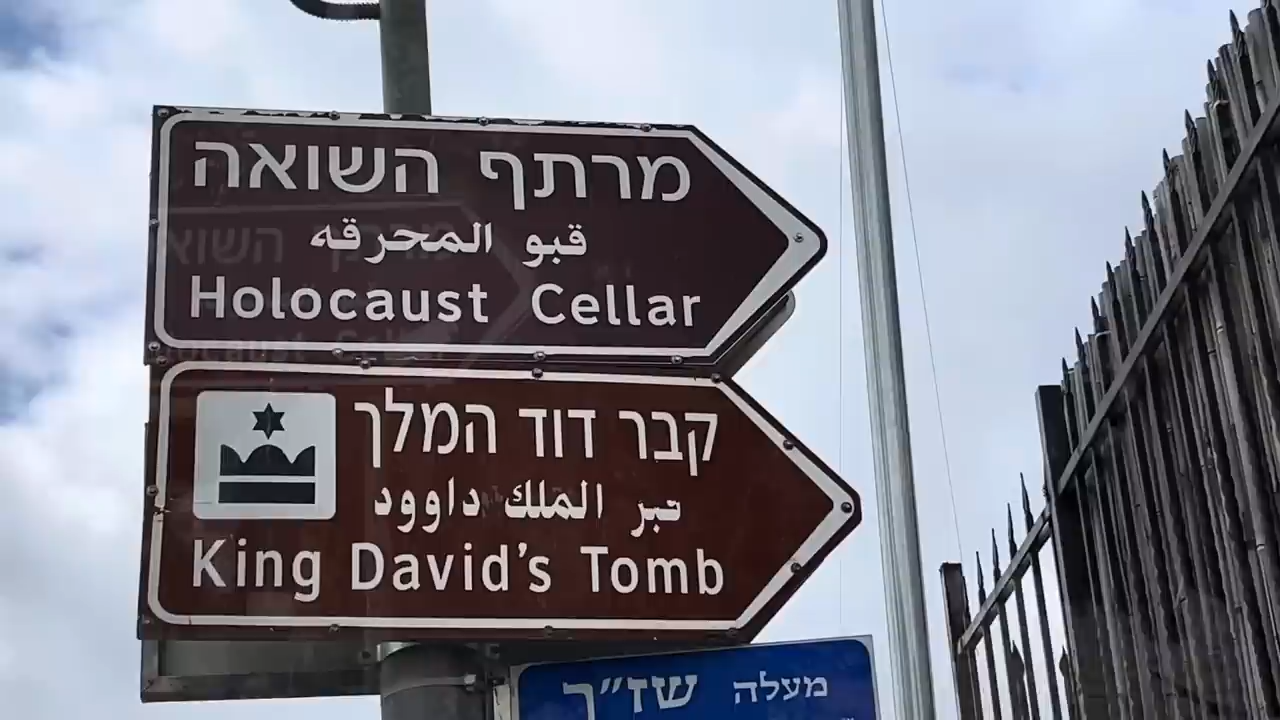 מרתף השואה
قبو المحرقه
Holocaust Cellar
קבר דוד המלך
قبر الملك داوود
King David's Tomb
מעלה שז"ך